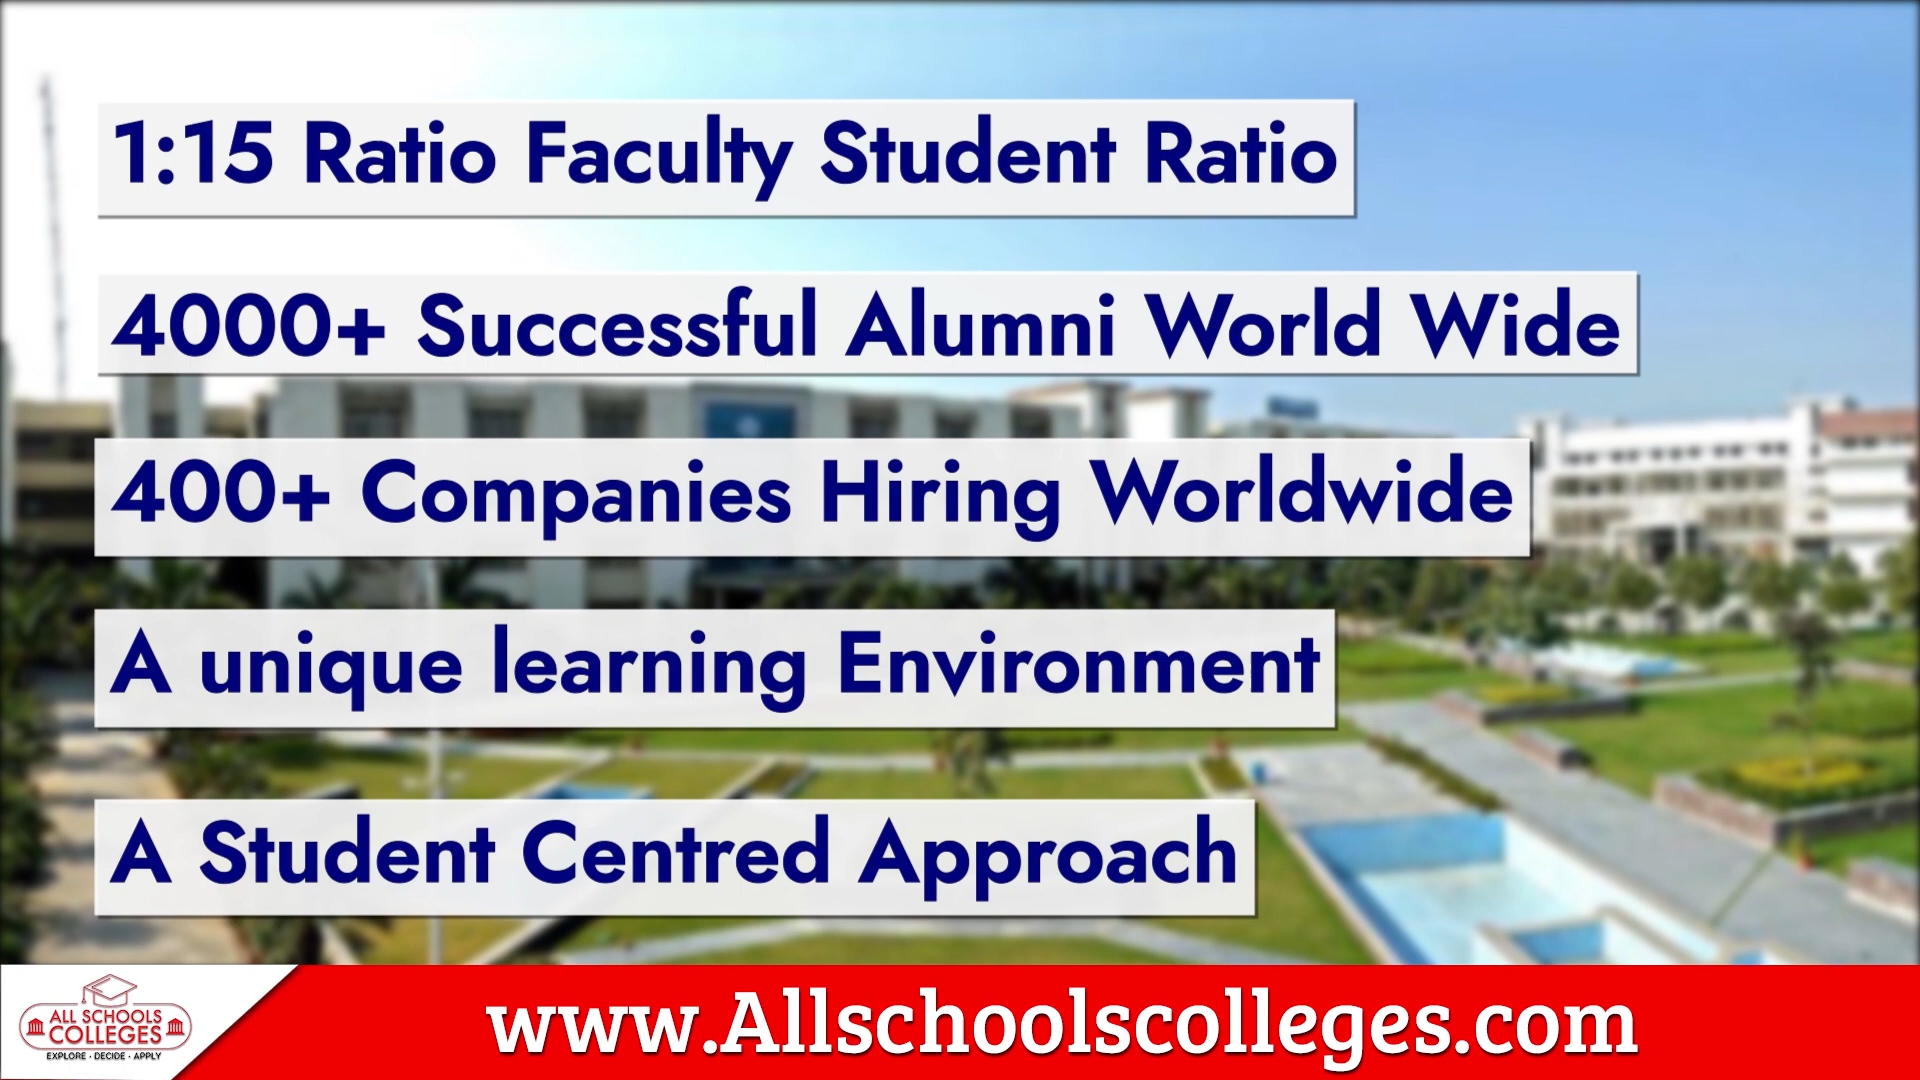 1:15 Ratio Faculty Student Ratio
4000+ Successful Alumni World Wide
400+ Companies Hiring Worldwide
A unique learning Environment
A Student Centred Approach
ALL SCHOOLS
COLLEGES
EXPLORE · DECIDE · APPLY
www.Allschoolscolleges.com